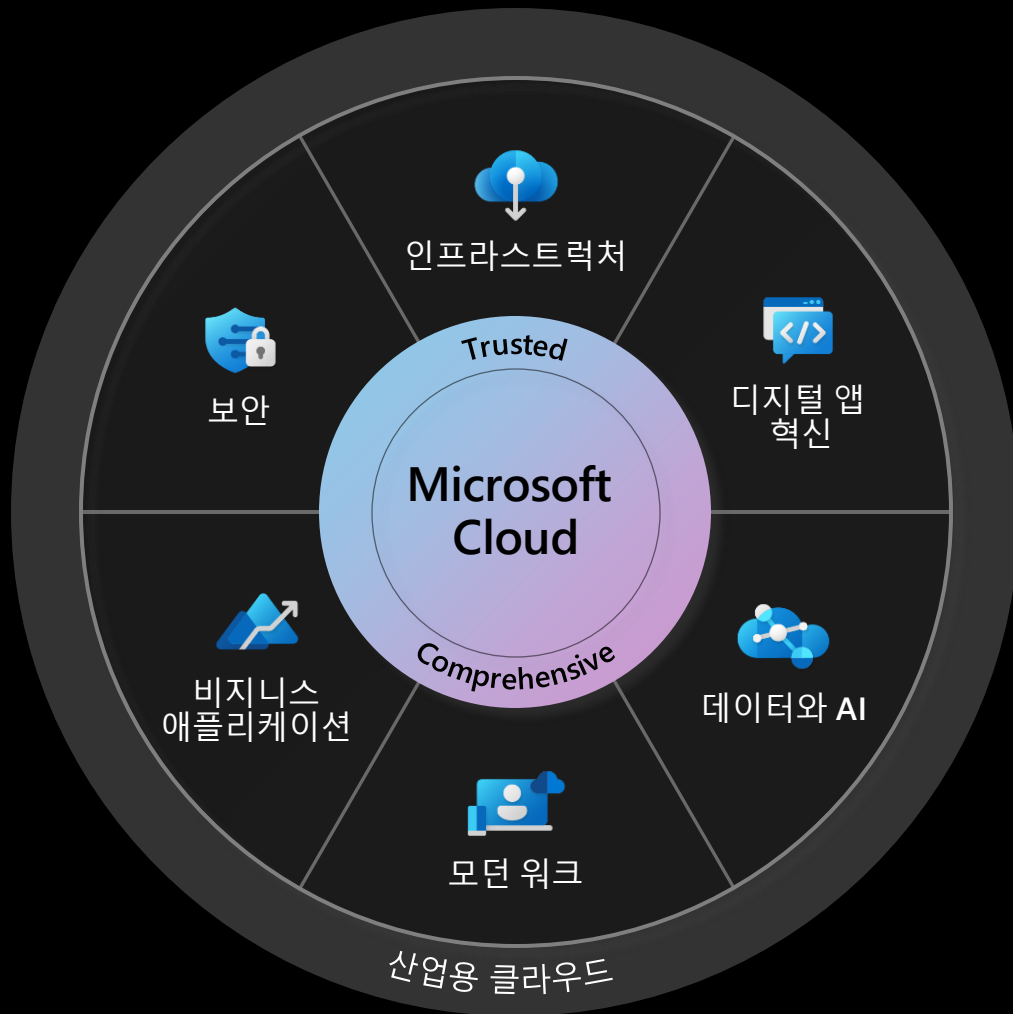 인프라스트럭처
보안
디지털 앱
혁신
Trusted
Microsoft
Cloud
Comprehensive
비지니스
애플리케이션
데이터와 AI
모던 워크
산업용 클라우드